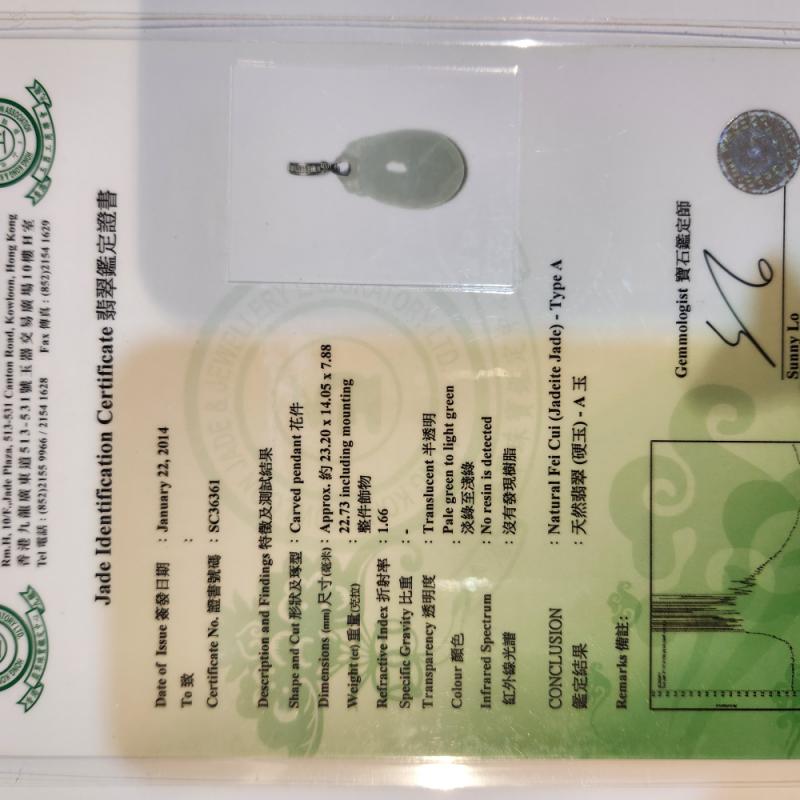 Rm.H, 10/F., Jade Plaza, 513-531 Canton Road, Kowloon, Hong Kong
香港九龍廣東道513-531號玉器交易廣場10樓H室
Tel 電話 : (852)2155 9966 / 2154 1628 Fax 傳真 : (852)2154 1629
Jade Identification Certificate 翡翠鑑定證書
Date of Issue 簽發日期 : January 22, 2014
To 致 :
Certificate No. 證書號碼 : SC36361
Description and Findings 特徵及測試結果
Shape and Cut 形狀及琢型 : Carved pendant 花件
Dimensions (mm) 尺寸(毫米) : Approx. 約 23.20 x 14.05 x 7.88
Weight (ct) 重量(克拉) : 22.73 including mounting
整件飾物
Refractive Index 折射率 : 1.66
Specific Gravity 比重 : -
Transparency 透明度 : Translucent 半透明
Colour 顏色 : Pale green to light green
淡綠至淺綠
Infrared Spectrum : No resin is detected
紅外線光譜 : 沒有發現樹脂
CONCLUSION : Natural Fei Cui (Jadeite Jade) - Type A
鑑定結果 : 天然翡翠 (硬玉) - A 玉
Remarks 備註:
Gemmologist 寶石鑑定師
Sunny Lo